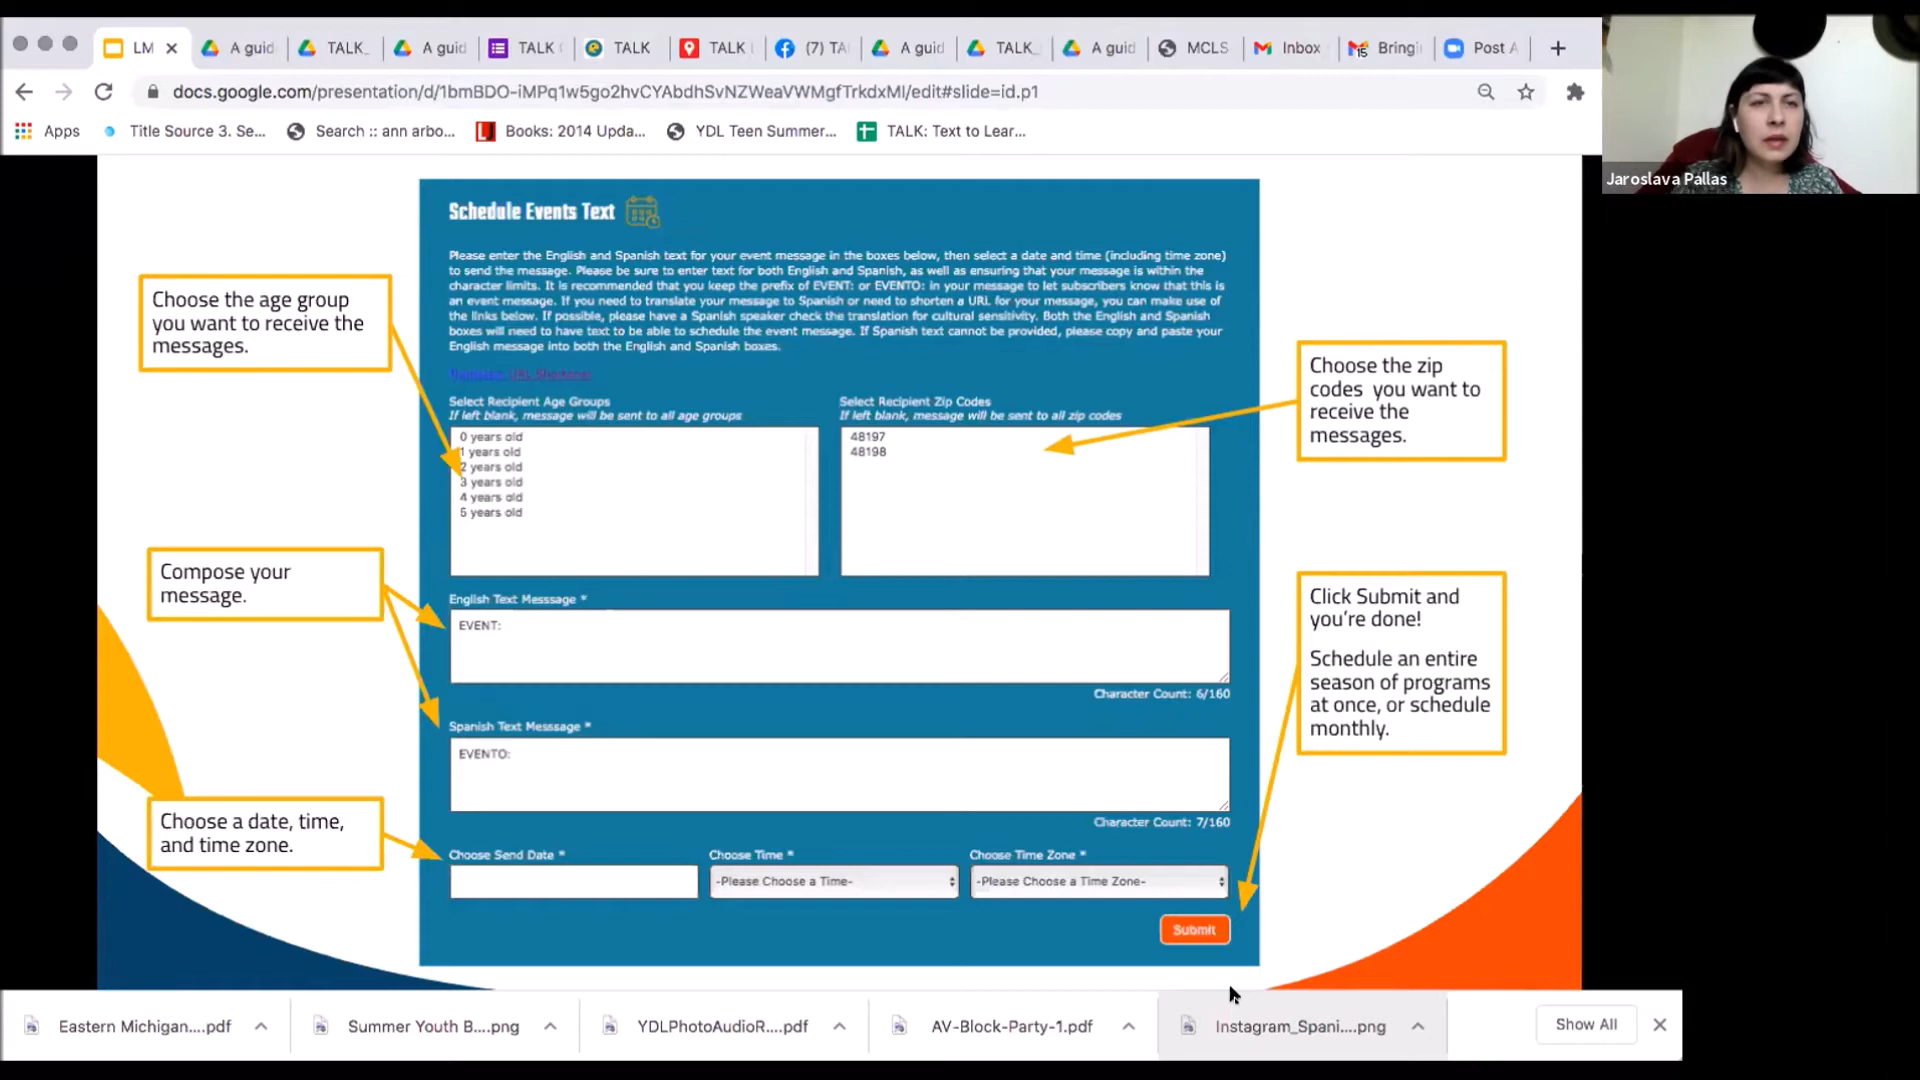 LM
A guid
TALK_
A guid
TALK
TALK
TALK
(7) TA
A guid
TALK_
A guid
MCLS
Inbox
15
Bringi
Post A
docs.google.com/presentation/d/1bmBDO-iMPq1w5go2hvCYAbdhSvNZWeaVWMgfTrkdxMI/edit#slide=id.p1
Apps
Title Source 3. Se...
Search :: ann arbo...
Books: 2014 Upda...
YDL Teen Summer...
TALK: Text to Lear...
Jaroslava Pallas
Schedule Events Text
Please enter the English and Spanish text for your event message in the boxes below, then select a date and time (including time zone)
to send the message. Please be sure to enter text for both English and Spanish, as well as ensuring that your message is within the
character limits. It is recommended that you keep the prefix of EVENT: or EVENTO: in your message to let subscribers know that this is
an event message. If you need to translate your message to Spanish or need to shorten a URL for your message, you can make use of
the links below. If possible, please have a Spanish speaker check the translation for cultural sensitivity. Both the English and Spanish
boxes will need to have text to be able to schedule the event message. If Spanish text cannot be provided, please copy and paste your
English message into both the English and Spanish boxes.
URL Shortener
Choose the age group
you want to receive the
messages.
Select Recipient Age Groups
If left blank, message will be sent to all age groups
0 years old
1 years old
2 years old
3 years old
4 years old
5 years old
Select Recipient Zip Codes
If left blank, message will be sent to all zip codes
48197
48198
Choose the zip
codes you want to
receive the
messages.
Compose your
message.
English Text Messsage *
EVENT:
Character Count: 6/160
Spanish Text Messsage *
EVENTO:
Character Count: 7/160
Click Submit and
you're done!
Schedule an entire
season of programs
at once, or schedule
monthly.
Choose a date, time,
and time zone.
Choose Send Date *
Choose Time *
-Please Choose a Time-
Choose Time Zone *
-Please Choose a Time Zone-
Submit
Eastern Michigan....pdf
Summer Youth B....png
YDLPhotoAudioR....pdf
AV-Block-Party-1.pdf
Instagram_Spani....png
Show All